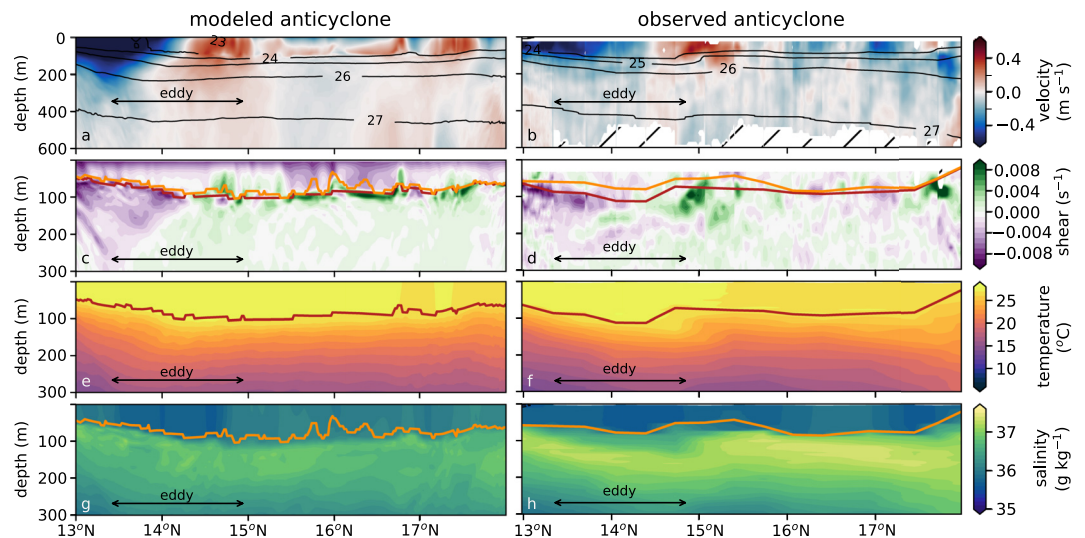 modeled anticyclone
observed anticyclone
depth (m)
0
200
400
600
23
24
26
27
eddy
a
24
25
26
27
eddy
b
0.4
0.0
−0.4
velocity
(m s⁻¹)
depth (m)
100
200
300
eddy
c
eddy
d
0.008
0.004
0.000
−0.004
−0.008
shear (s⁻¹)
depth (m)
100
200
300
eddy
e
eddy
f
25
20
15
10
temperature
(°C)
depth (m)
100
200
300
eddy
g
eddy
h
37
36
35
salinity
(g kg⁻¹)
13°N 14°N 15°N 16°N 17°N
13°N 14°N 15°N 16°N 17°N